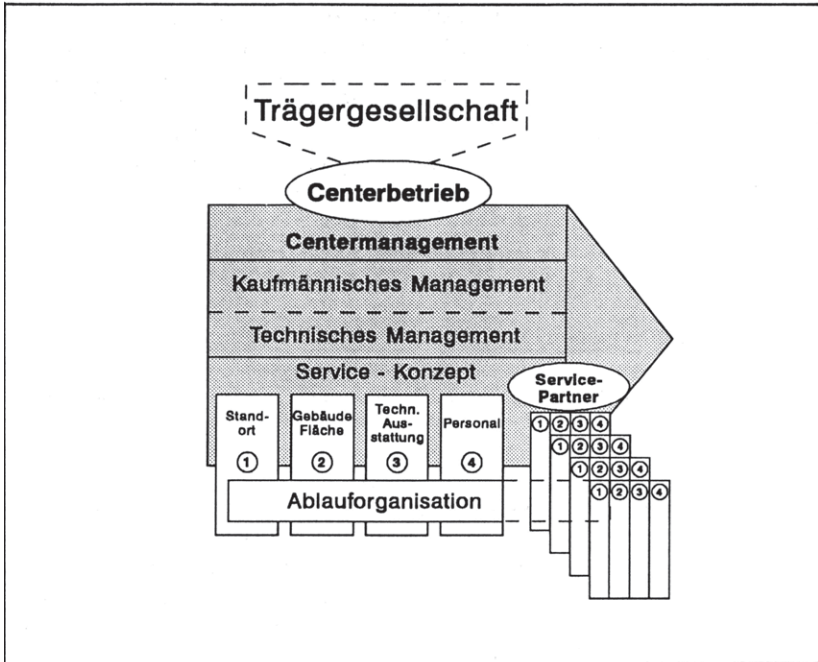 Trägergesellschaft
Centerbetrieb
Centermanagement
Kaufmännisches Management
Technisches Management
Service - Konzept
Service-
Partner
Stand-
ort
①
Gebäude
Fläche
②
Techn.
Aus-
stattung
③
Personal
④
① ② ③ ④
① ② ③ ④
① ② ③ ④
① ② ③ ④
Ablauforganisation